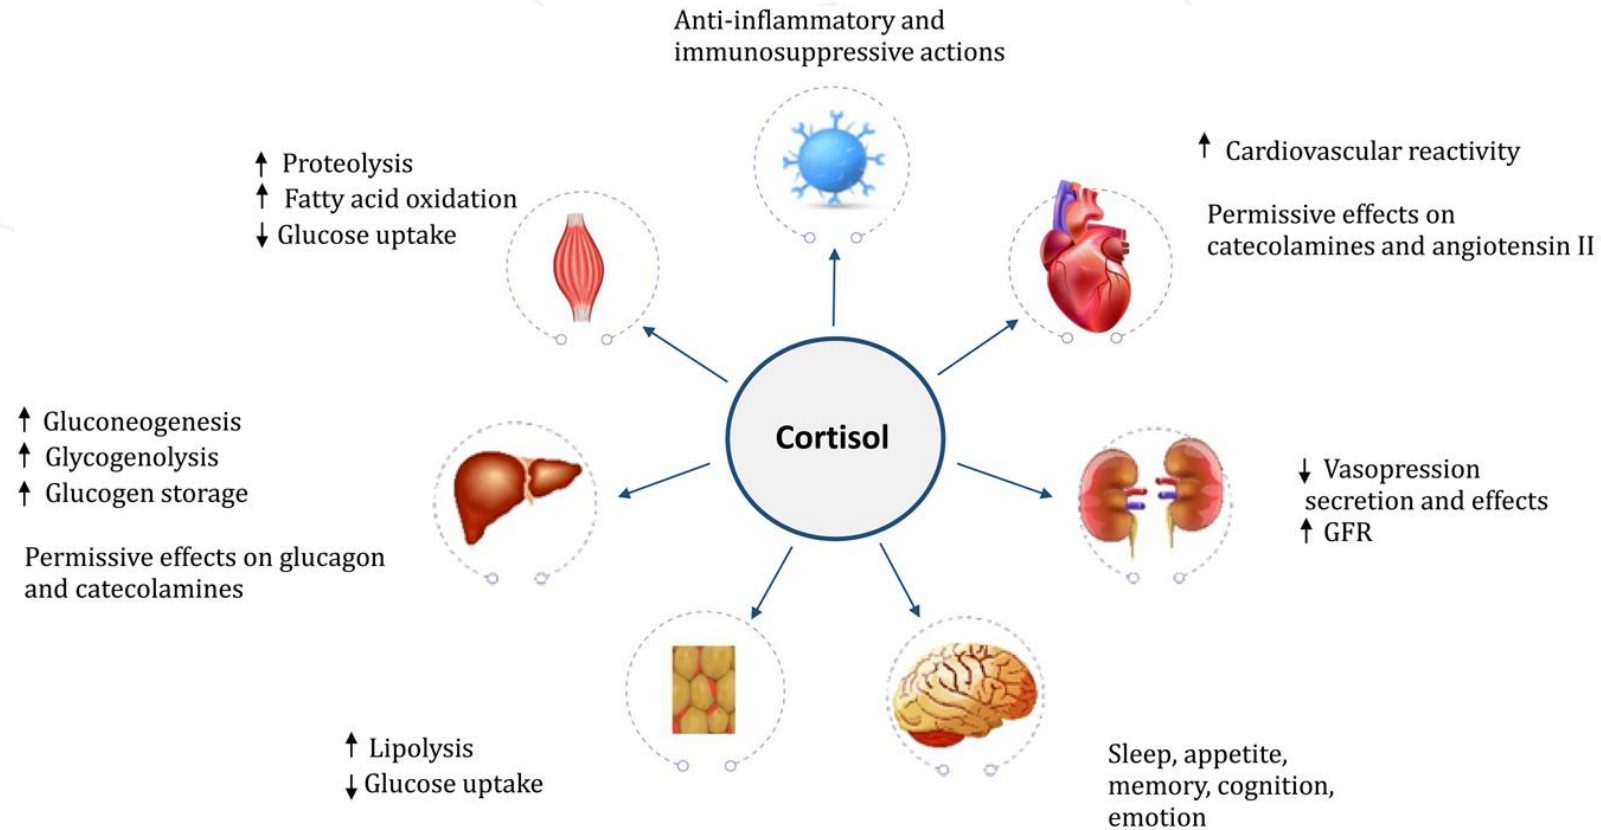 Anti-inflammatory and
immunosuppressive actions
↑ Proteolysis
↑ Fatty acid oxidation
↓ Glucose uptake
↑ Cardiovascular reactivity
Permissive effects on
catecolamines and angiotensin II
Cortisol
↑ Gluconeogenesis
↑ Glycogenolysis
↑ Glucogen storage
Permissive effects on glucagon
and catecolamines
↓ Vasopression
secretion and effects
↑ GFR
↑ Lipolysis
↓ Glucose uptake
Sleep, appetite,
memory, cognition,
emotion